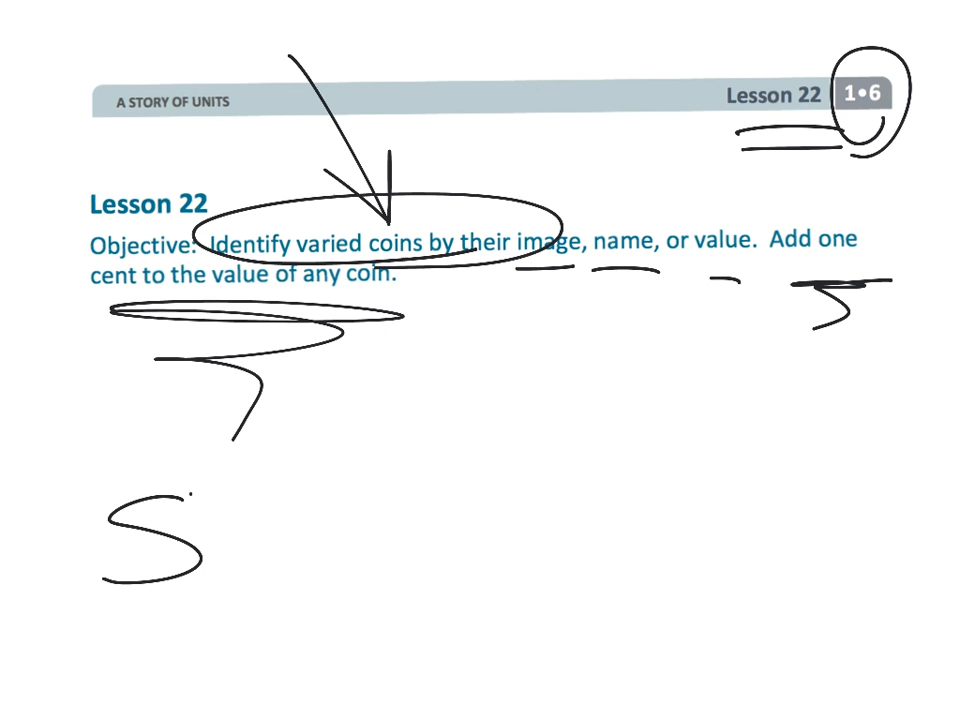 A STORY OF UNITS
Lesson 22 1•6
Lesson 22
Objective: Identify varied coins by their image, name, or value. Add one
cent to the value of any coin.
S